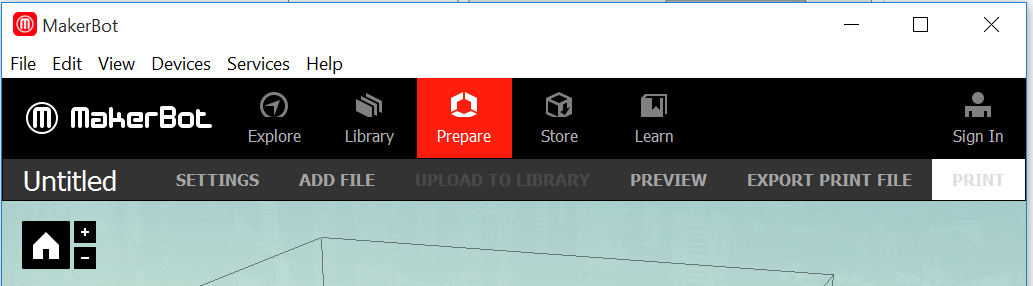 MakerBot
File Edit View Devices Services Help
MakerBot Explore Library Prepare Store Learn Sign In
Untitled SETTINGS ADD FILE UPLOAD TO LIBRARY PREVIEW EXPORT PRINT FILE PRINT
+
-